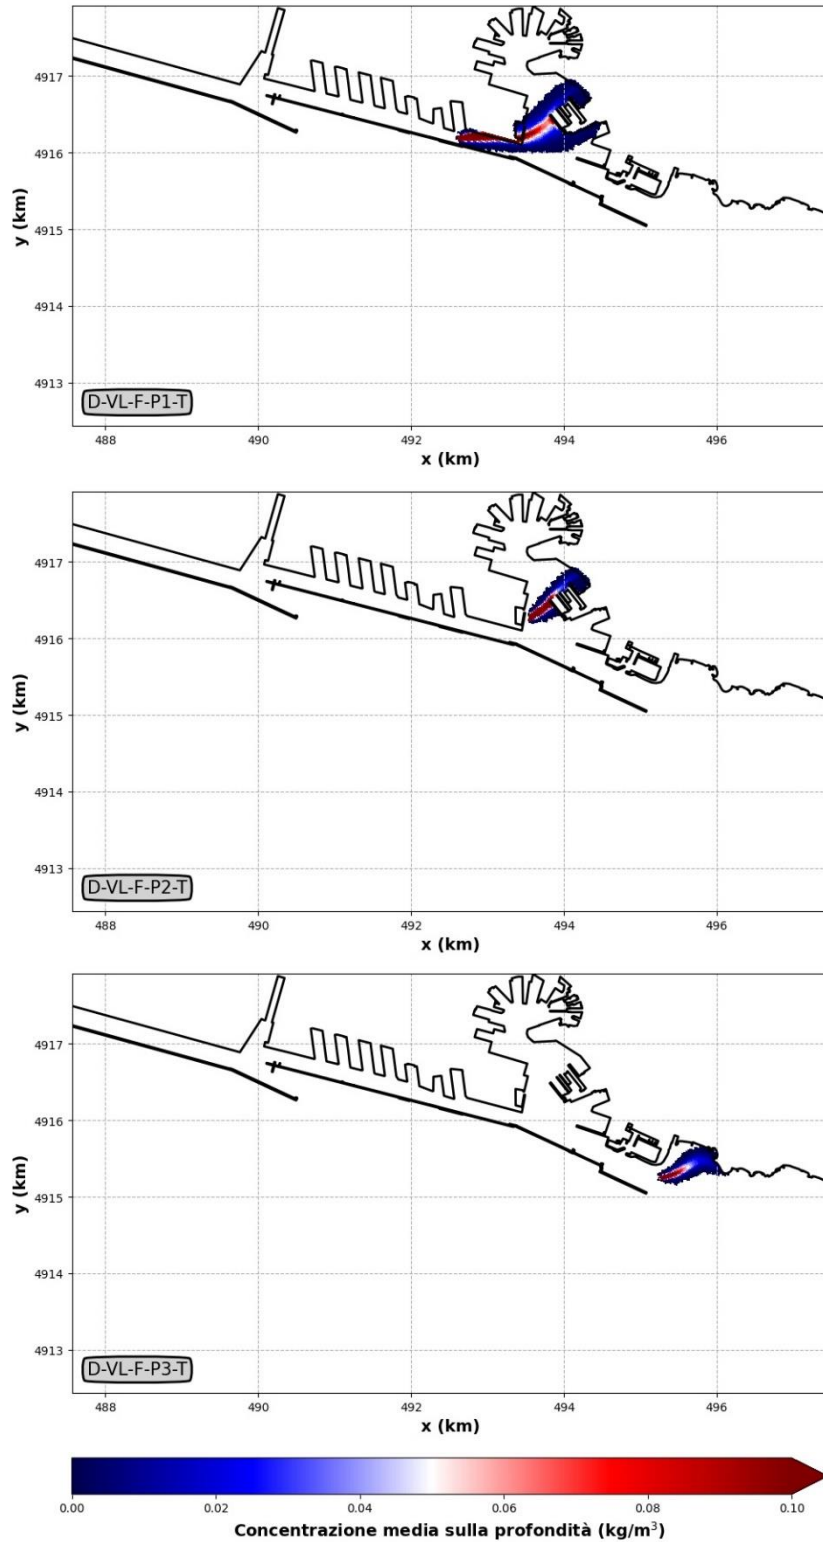 4917
4916
4915
4914
4913
y (km)
D-VL-F-P1-T
488 490 492 494 496
x (km)
4917
4916
4915
4914
4913
y (km)
D-VL-F-P2-T
488 490 492 494 496
x (km)
4917
4916
4915
4914
4913
y (km)
D-VL-F-P3-T
488 490 492 494 496
x (km)
0.00 0.02 0.04 0.06 0.08 0.10
Concentrazione media sulla profondità (kg/m³)